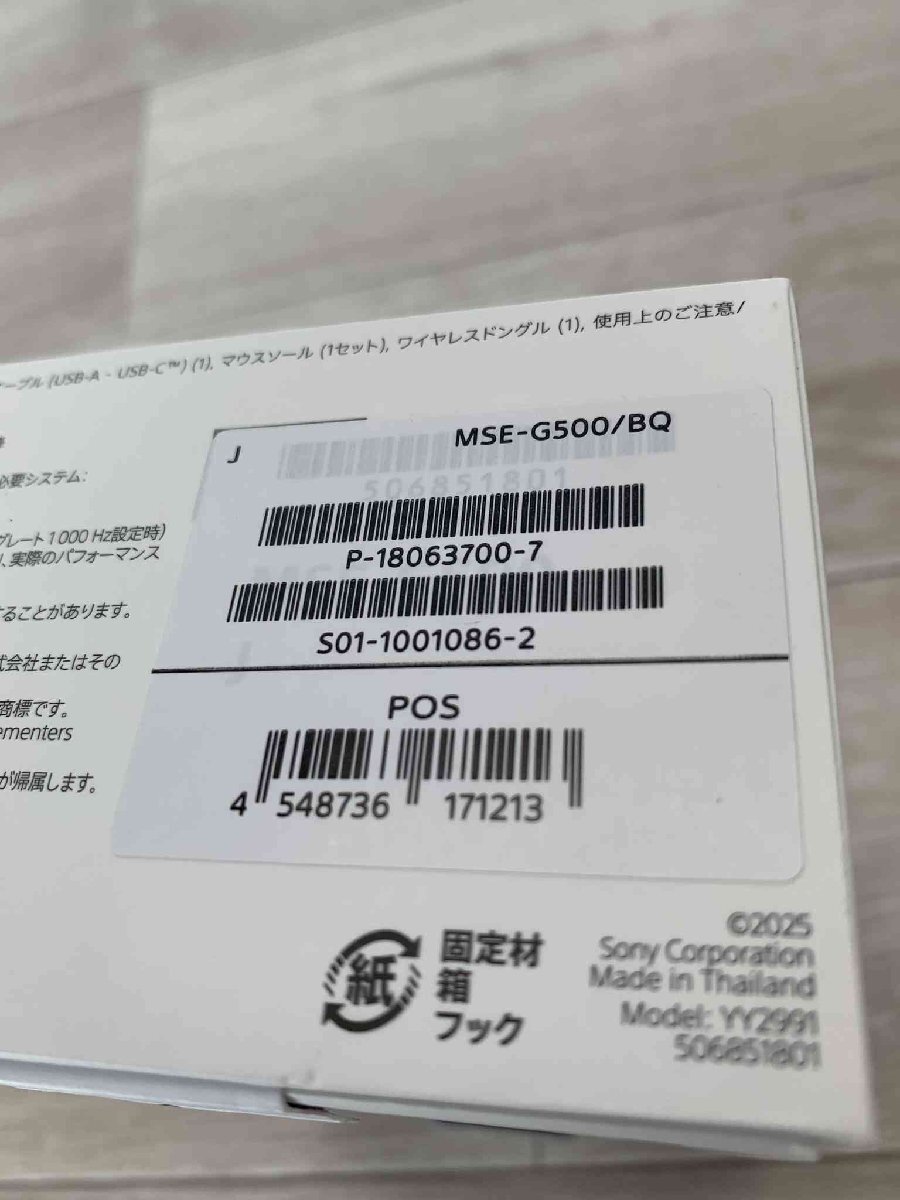 ーブル (USB-A - USB-C™) (1), マウスソール (1セット), ワイヤレスドングル (1), 使用上のご注意/
必要システム:
グレート1 000 Hz設定時)
実際のパフォーマンス
ることがあります。
式会社またはその
商標です。
ementers
が帰属します。
J
MSE-G500/BQ
506851801
P-18063700-7
S01-1001086-2
POS
4 548736 171213
紙
固定材
箱
フック
©2025
Sony Corporation
Made in Thailand
Model: YY2991
506851801